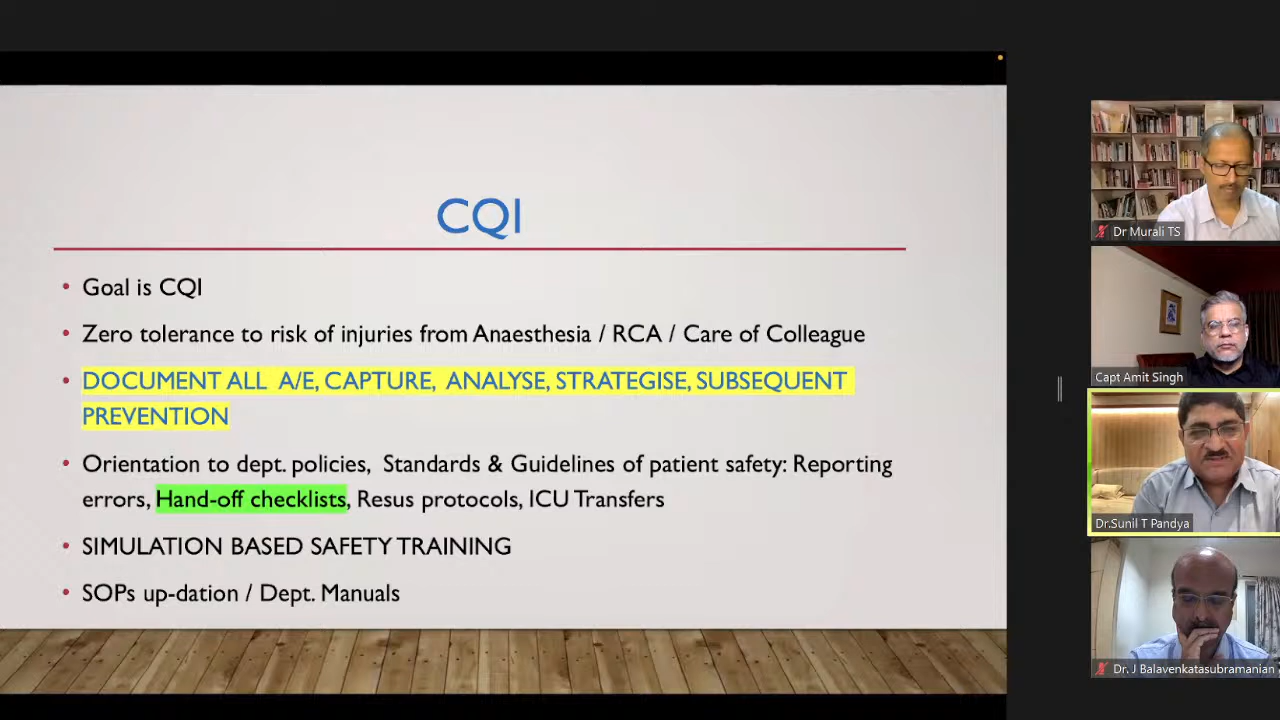 CQI
• Goal is CQI
• Zero tolerance to risk of injuries from Anaesthesia / RCA / Care of Colleague
• DOCUMENT ALL A/E, CAPTURE, ANALYSE, STRATEGISE, SUBSEQUENT
PREVENTION
• Orientation to dept. policies, Standards & Guidelines of patient safety: Reporting
errors, Hand-off checklists, Resus protocols, ICU Transfers
• SIMULATION BASED SAFETY TRAINING
• SOPs up-dation / Dept. Manuals
Dr Murali TS
Capt Amit Singh
Dr.Sunil T Pandya
Dr. J Balavenkatasubramanian